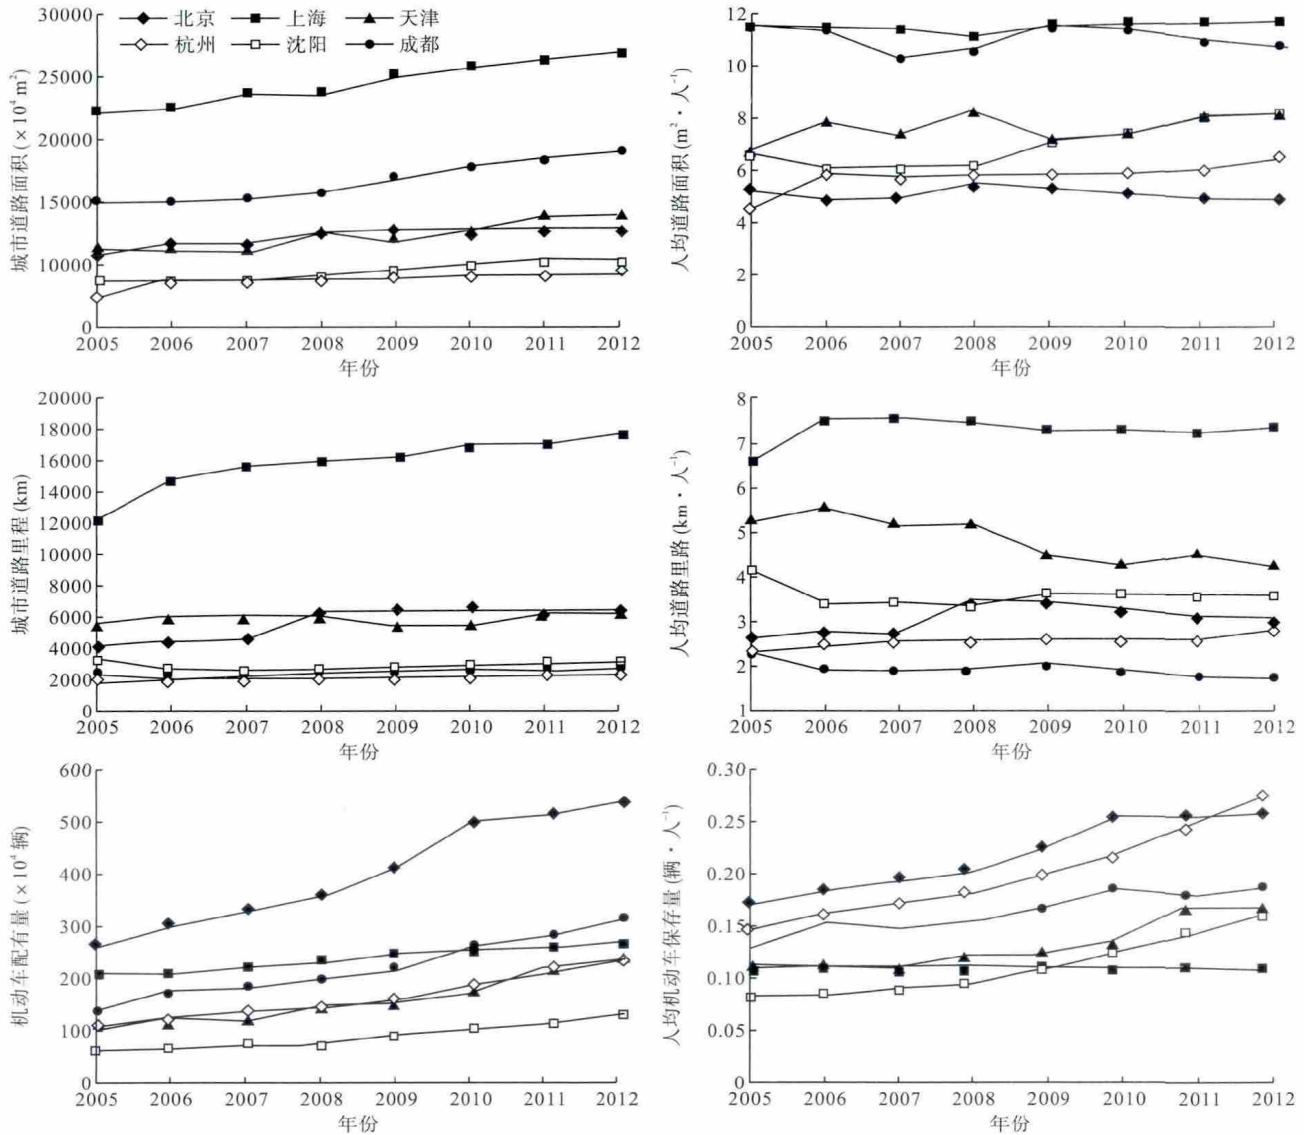 北京 上海 天津
杭州 沈阳 成都
城市道路面积(×10⁴ m²)
30000
25000
20000
15000
10000
5000
0
2005 2006 2007 2008 2009 2010 2011 2012
年份
人均道路面积(m²·人⁻¹)
12
10
8
6
4
2
0
2005 2006 2007 2008 2009 2010 2011 2012
年份
城市道路里程(km)
20000
18000
16000
14000
12000
10000
8000
6000
4000
2000
0
2005 2006 2007 2008 2009 2010 2011 2012
年份
人均道路里路(km·人⁻¹)
8
7
6
5
4
3
2
1
2005 2006 2007 2008 2009 2010 2011 2012
年份
机动车配有量(×10⁴辆)
600
500
400
300
200
100
0
2005 2006 2007 2008 2009 2010 2011 2012
年份
人均机动车保存量(辆·人⁻¹)
0.30
0.25
0.20
0.15
0.10
0.05
0
2005 2006 2007 2008 2009 2010 2011 2012
年份